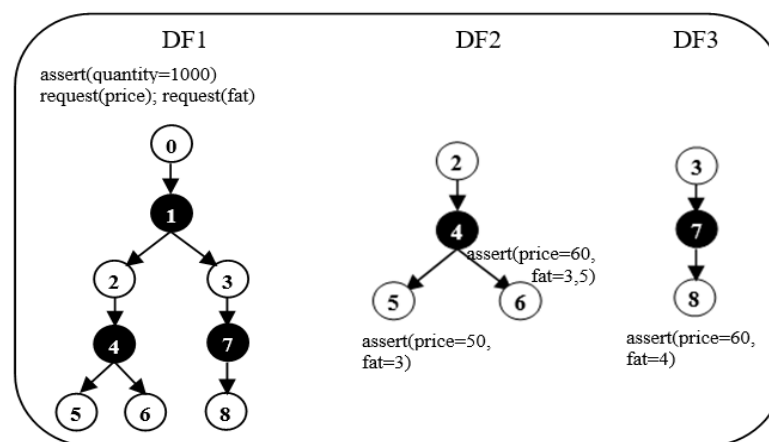 DF1
DF2
DF3
assert(quantity=1000)
request(price); request(fat)
0
1
2
3
4
7
5
6
8
2
4
assert(price=60,
fat=3,5)
5
6
assert(price=50,
fat=3)
3
7
8
assert(price=60,
fat=4)